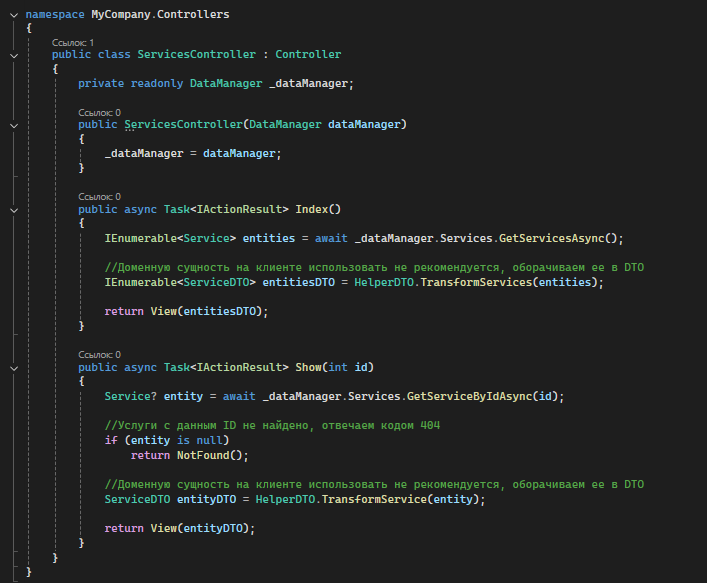 namespace MyCompany.Controllers
{
Ссылок: 1
public class ServicesController : Controller
{
private readonly DataManager _dataManager;
Ссылок: 0
public ServicesController(DataManager dataManager)
{
_dataManager = dataManager;
}
Ссылок: 0
public async Task<IActionResult> Index()
{
IEnumerable<Service> entities = await _dataManager.Services.GetServicesAsync();
//Доменную сущность на клиенте использовать не рекомендуется, оборачиваем ее в DTO
IEnumerable<ServiceDTO> entitiesDTO = HelperDTO.TransformServices(entities);
return View(entitiesDTO);
}
Ссылок: 0
public async Task<IActionResult> Show(int id)
{
Service? entity = await _dataManager.Services.GetServiceByIdAsync(id);
//Услуги с данным ID не найдено, отвечаем кодом 404
if (entity is null)
return NotFound();
//Доменную сущность на клиенте использовать не рекомендуется, оборачиваем ее в DTO
ServiceDTO entityDTO = HelperDTO.TransformService(entity);
return View(entityDTO);
}
}
}